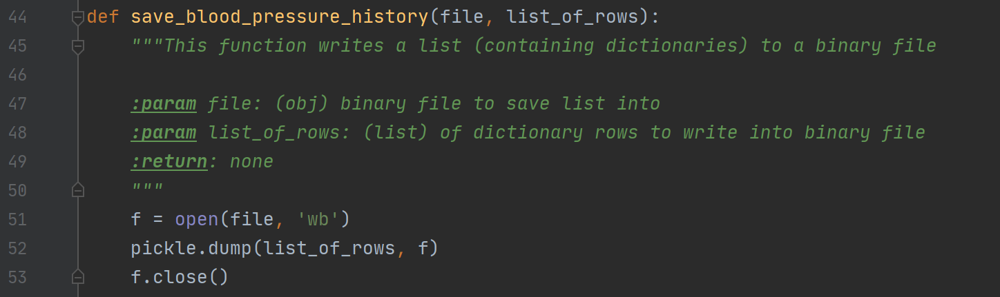 44 def save_blood_pressure_history(file, list_of_rows):
45     """This function writes a list (containing dictionaries) to a binary file
46
47     :param file: (obj) binary file to save list into
48     :param list_of_rows: (list) of dictionary rows to write into binary file
49     :return: none
50     """
51     f = open(file, 'wb')
52     pickle.dump(list_of_rows, f)
53     f.close()